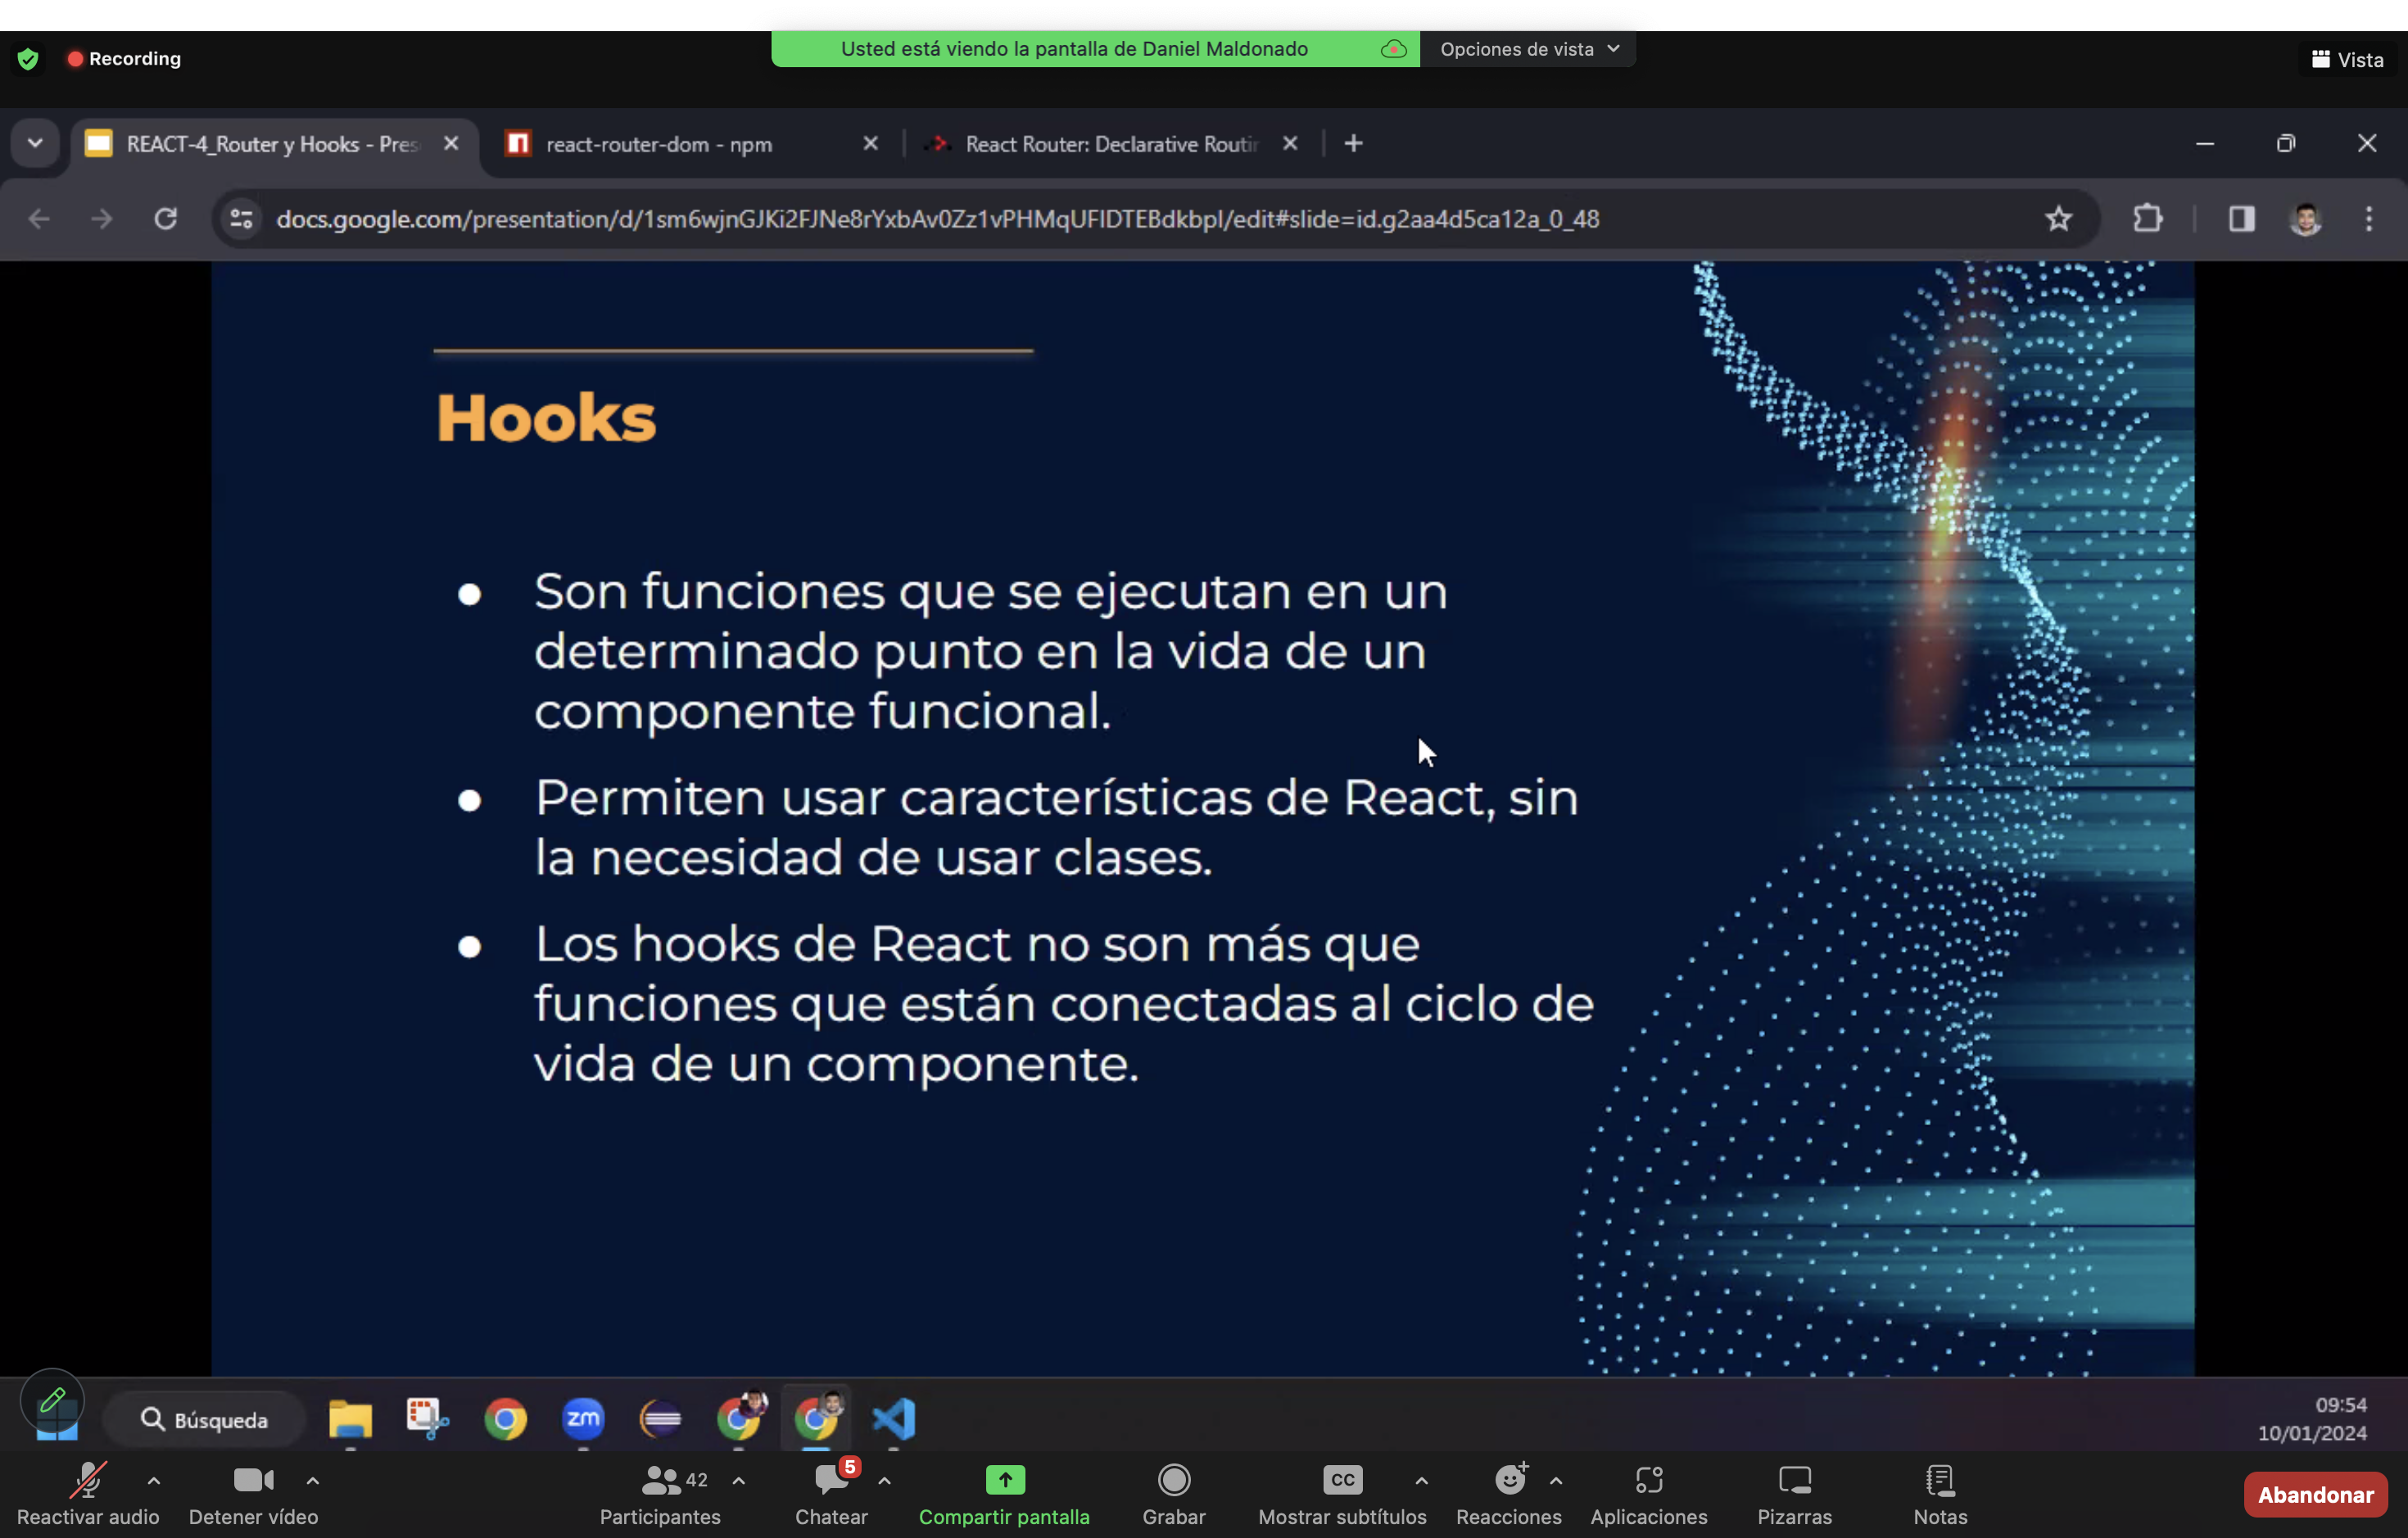 Recording
Usted está viendo la pantalla de Daniel Maldonado
Opciones de vista
Vista
REACT-4_Router y Hooks - Pres
react-router-dom - npm
React Router: Declarative Routin
docs.google.com/presentation/d/1sm6wjnGJKi2FJNe8rYxbAv0Zz1vPHMqUFIDTEBdkbpI/edit#slide=id.g2aa4d5ca12a_0_48
Hooks
● Son funciones que se ejecutan en un
determinado punto en la vida de un
componente funcional.
● Permiten usar características de React, sin
la necesidad de usar clases.
● Los hooks de React no son más que
funciones que están conectadas al ciclo de
vida de un componente.
Búsqueda
zm
09:54
10/01/2024
42
5
CC
Reactivar audio
Detener vídeo
Participantes
Chatear
Compartir pantalla
Grabar
Mostrar subtítulos
Reacciones
Aplicaciones
Pizarras
Notas
Abandonar